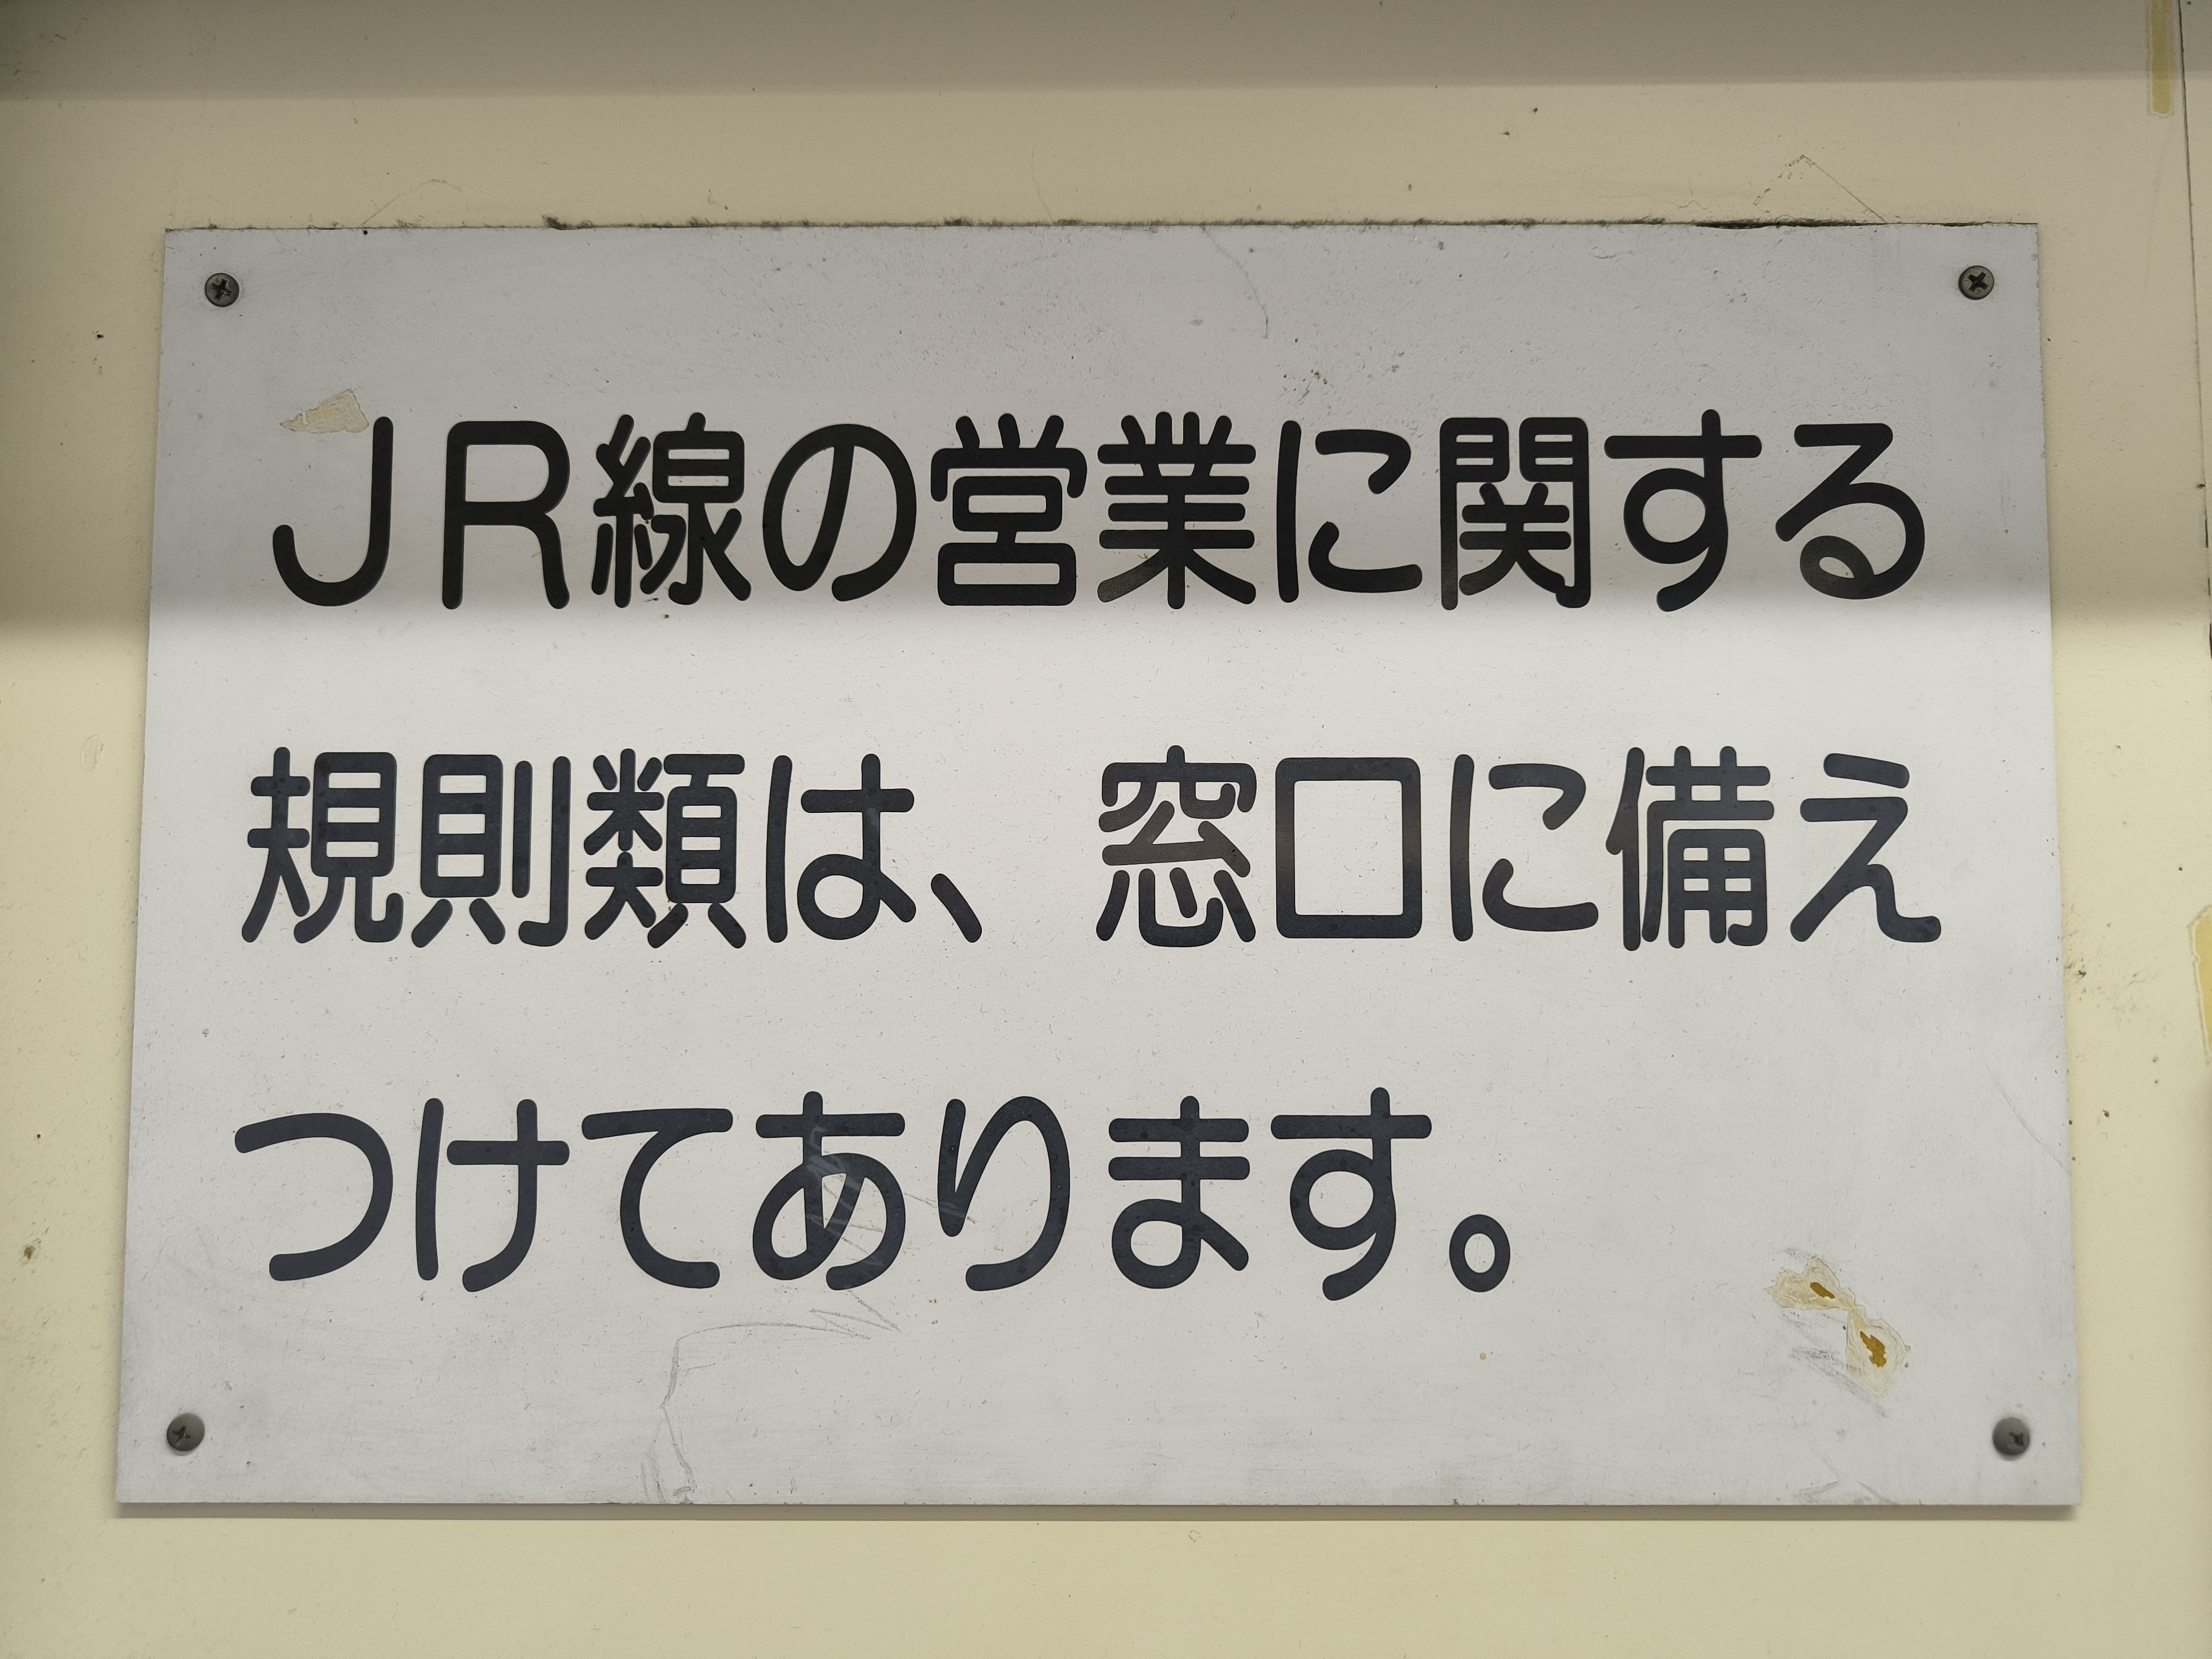 JR線の営業に関する
規則類は、窓口に備え
つけてあります。